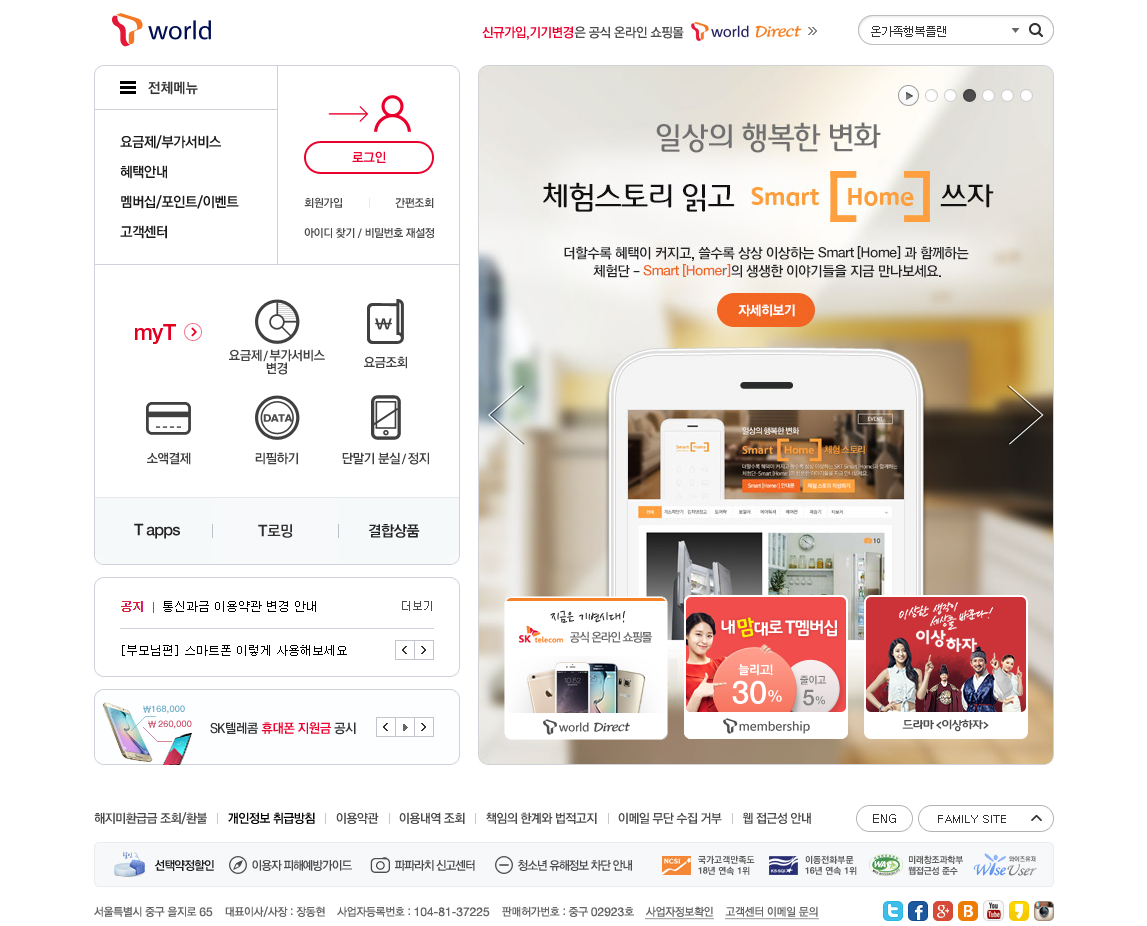 T world
신규가입,기기변경은 공식 온라인 쇼핑몰 T world Direct »
온가족행복플랜
전체메뉴
요금제/부가서비스
혜택안내
멤버십/포인트/이벤트
고객센터
로그인
회원가입 간편조회
아이디 찾기 / 비밀번호 재설정
myT
요금제/부가서비스
변경
요금조회
소액결제
DATA
리필하기
단말기 분실/정지
T apps
T로밍
결합상품
공지 | 통신과금 이용약관 변경 안내 더보기
[부모님편] 스마트폰 이렇게 사용해보세요
₩168,000
₩ 260,000
SK텔레콤 휴대폰 지원금 공시
일상의 행복한 변화
체험스토리 읽고 Smart [Home] 쓰자
더할수록 혜택이 커지고, 쓸수록 상상 이상하는 Smart [Home] 과 함께하는
체험단 – Smart [Homer]의 생생한 이야기들을 지금 만나보세요.
자세히보기
EVENT
일상의 행복한 변화
Smart [Home] 체험 스토리
지금은 기변시대!
SK telecom 공식 온라인 쇼핑몰
10:52
T world Direct
내맘대로 T멤버십
늘리고!
30%
줄이고
5%
T membership
이상한 생각이
세상을 바꾼다~!
이상하자
드라마 <이상하자>
해지미환급금 조회/환불 | 개인정보 취급방침 | 이용약관 | 이용내역 조회 | 책임의 한계와 법적고지 | 이메일 무단 수집 거부 | 웹 접근성 안내
ENG
FAMILY SITE
선택약정할인
이용자 피해예방가이드
파파라치 신고센터
청소년 유해정보 차단 안내
NCSI
국가고객만족도
18년 연속 1위
KS-SQI
이동전화부문
16년 연속 1위
WA
미래창조과학부
웹접근성 준수
와이즈유저
WiseUser
서울특별시 중구 을지로 65 대표이사/사장 : 장동현 사업자등록번호 : 104-81-37225 판매허가번호 : 중구 02923호 사업자정보확인 고객센터 이메일 문의
You
Tube